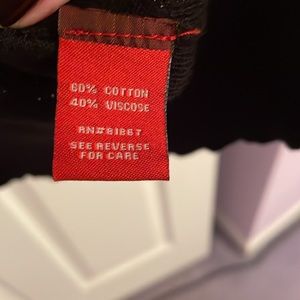 60% COTTON
40% VISCOSE
RN#81867
SEE REVERSE
FOR CARE